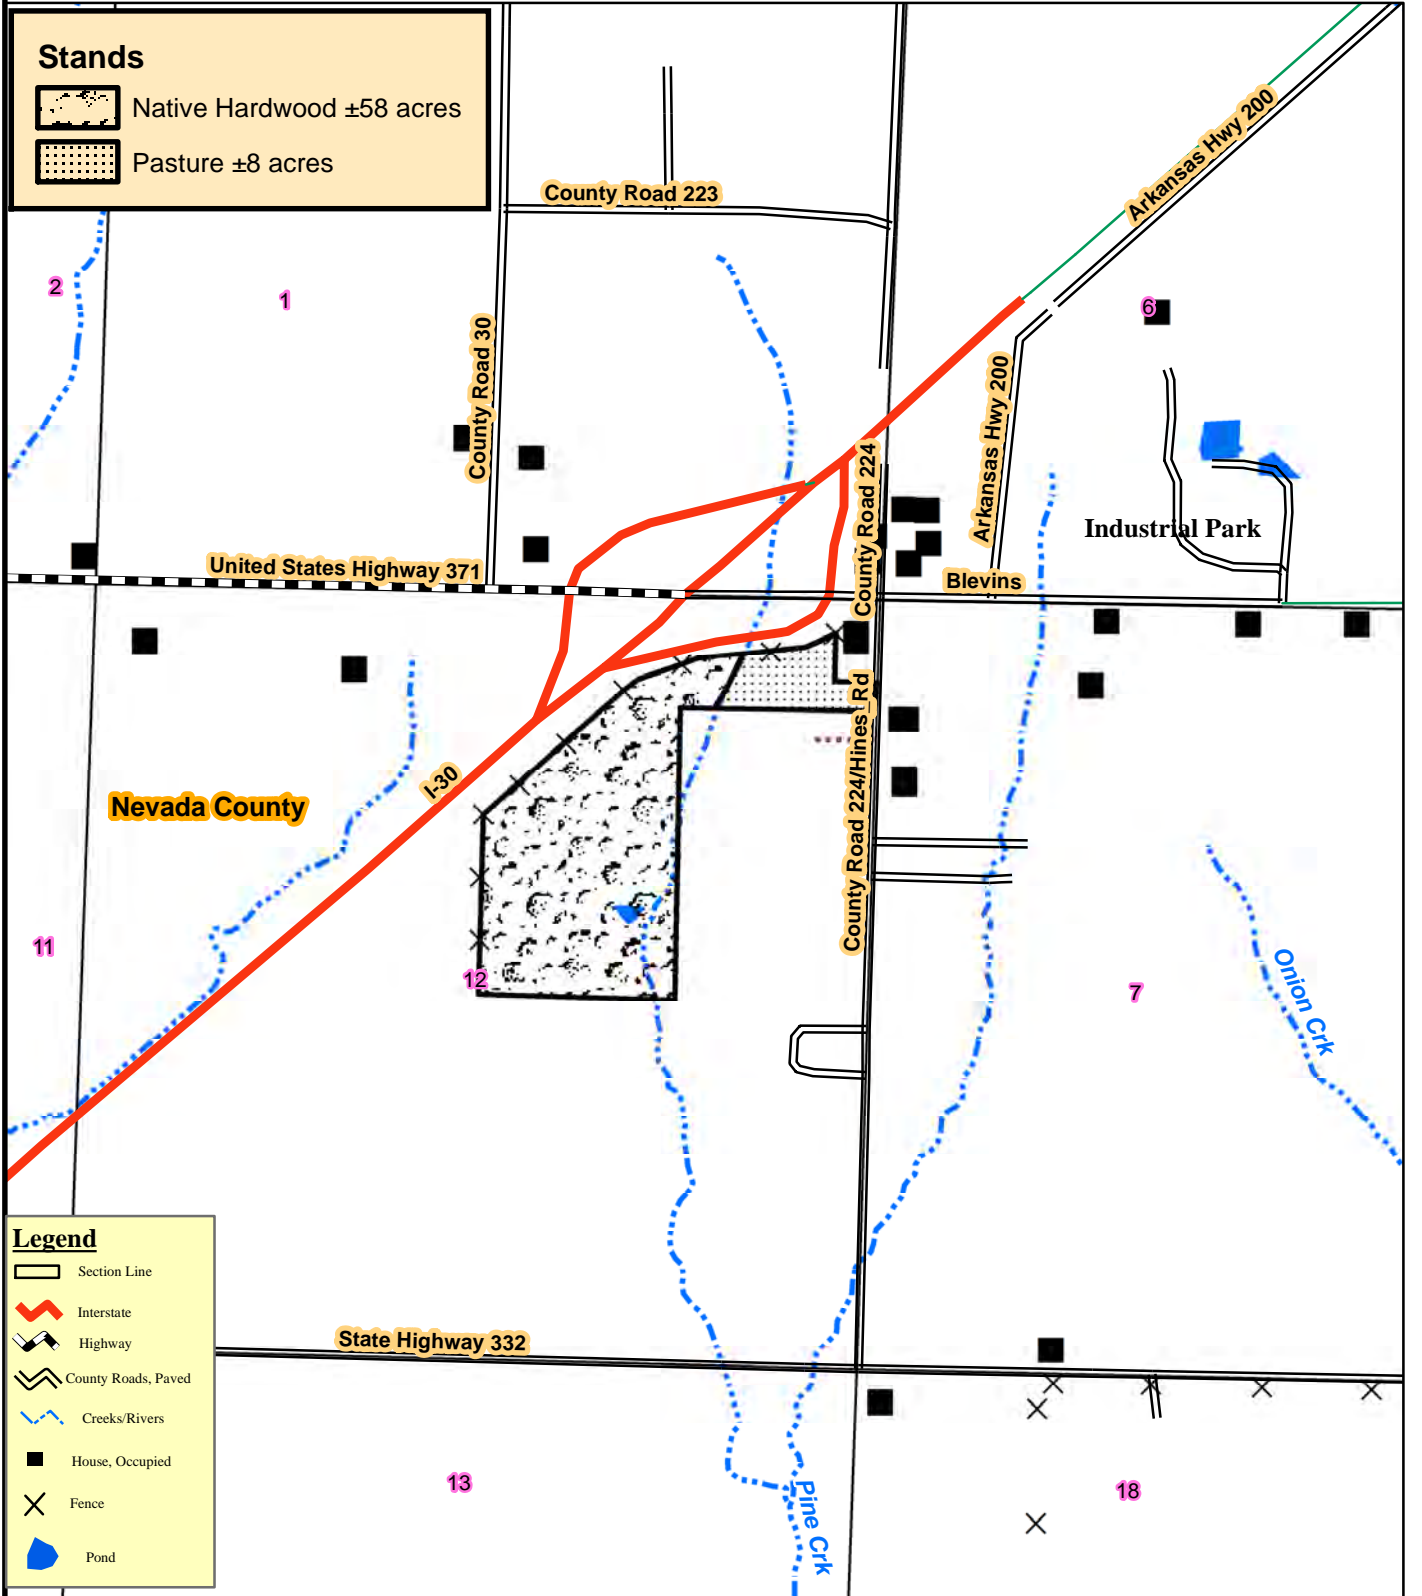 Stands
Native Hardwood ±58 acres
Pasture ±8 acres
County Road 223
Arkansas Hwy 200
2
1
6
County Road 30
Arkansas Hwy 200
County Road 224
Industrial Park
United States Highway 371
Blevins
County Road 224/Hines Rd
I-30
Nevada County
11
12
7
Onion Crk
Legend
Section Line
Interstate
Highway
County Roads, Paved
Creeks/Rivers
House, Occupied
Fence
Pond
State Highway 332
13
18
Pine Crk